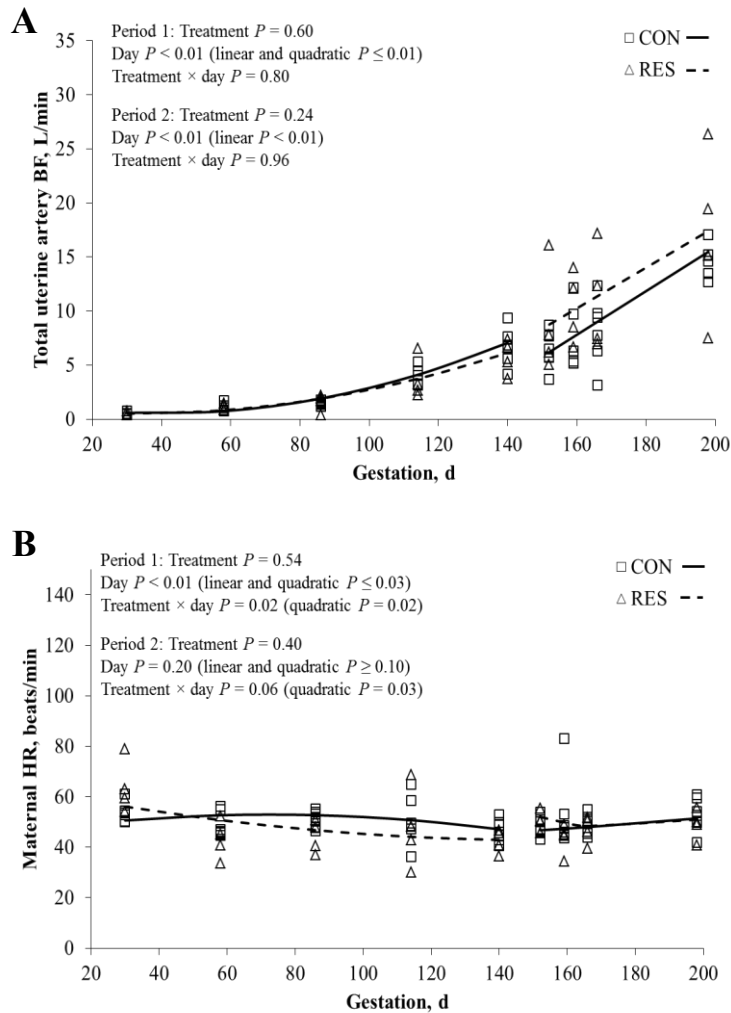 A
Period 1: Treatment P = 0.60
Day P < 0.01 (linear and quadratic P ≤ 0.01)
Treatment × day P = 0.80
Period 2: Treatment P = 0.24
Day P < 0.01 (linear P < 0.01)
Treatment × day P = 0.96
CON
RES
Total uterine artery BF, L/min
35
30
25
20
15
10
5
0
20 40 60 80 100 120 140 160 180 200
Gestation, d
B
Period 1: Treatment P = 0.54
Day P < 0.01 (linear and quadratic P ≤ 0.03)
Treatment × day P = 0.02 (quadratic P = 0.02)
Period 2: Treatment P = 0.40
Day P = 0.20 (linear and quadratic P ≥ 0.10)
Treatment × day P = 0.06 (quadratic P = 0.03)
CON
RES
Maternal HR, beats/min
140
120
100
80
60
40
20
0
20 40 60 80 100 120 140 160 180 200
Gestation, d